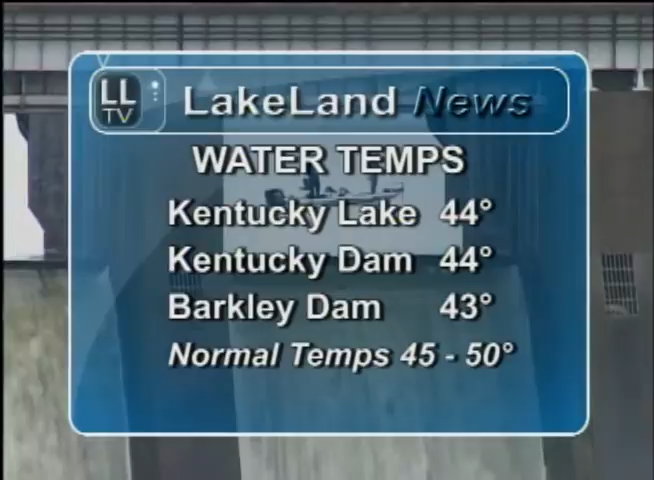 LL
TV
LakeLand News
WATER TEMPS
Kentucky Lake 44°
Kentucky Dam 44°
Barkley Dam 43°
Normal Temps 45 - 50°